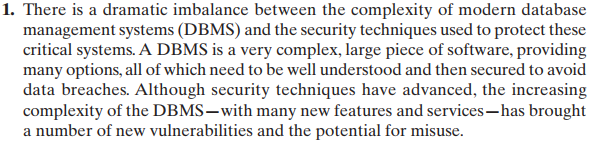 1. There is a dramatic imbalance between the complexity of modern database
management systems (DBMS) and the security techniques used to protect these
critical systems. A DBMS is a very complex, large piece of software, providing
many options, all of which need to be well understood and then secured to avoid
data breaches. Although security techniques have advanced, the increasing
complexity of the DBMS—with many new features and services—has brought
a number of new vulnerabilities and the potential for misuse.